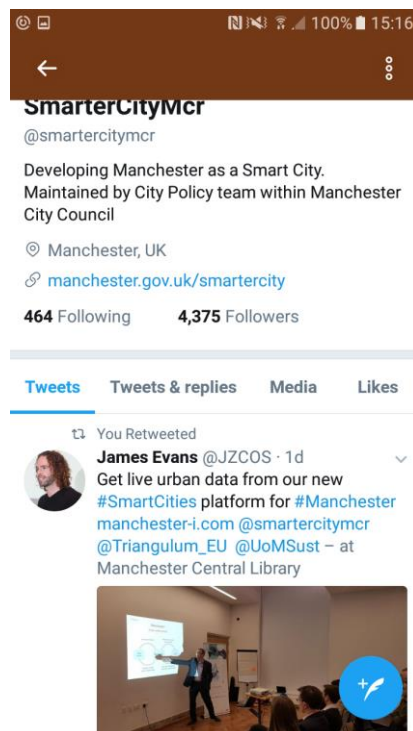 100% 15:16
SmarterCityMcr
@smartercitymcr
Developing Manchester as a Smart City.
Maintained by City Policy team within Manchester
City Council
Manchester, UK
manchester.gov.uk/smartercity
464 Following 4,375 Followers
Tweets Tweets & replies Media Likes
You Retweeted
James Evans @JZCOS · 1d
Get live urban data from our new
#SmartCities platform for #Manchester
manchester-i.com @smartercitymcr
@Triangulum_EU @UoMSust – at
Manchester Central Library